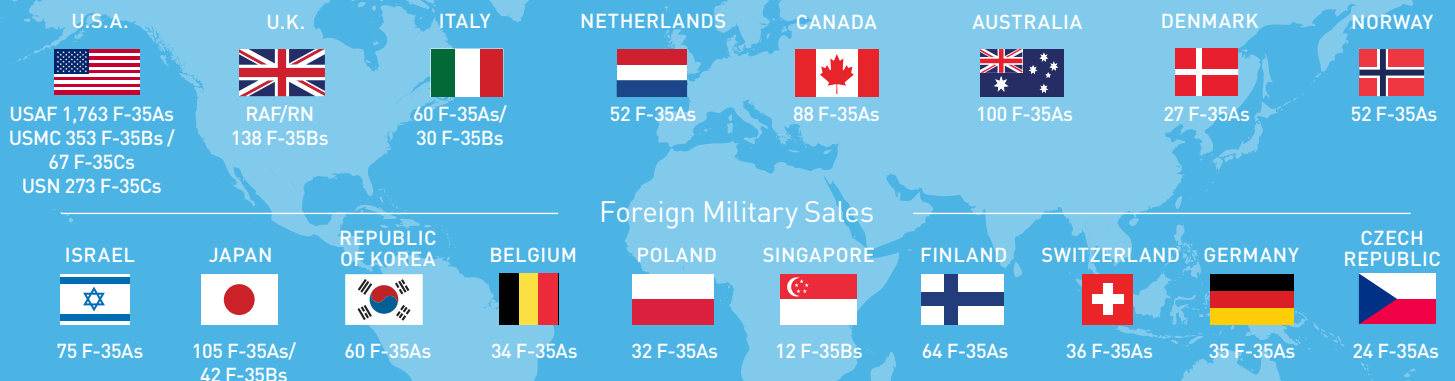 U.S.A.
U.K.
ITALY
NETHERLANDS
CANADA
AUSTRALIA
DENMARK
NORWAY
USAF 1,763 F-35As
USMC 353 F-35Bs /
67 F-35Cs
USN 273 F-35Cs
RAF/RN
138 F-35Bs
60 F-35As/
30 F-35Bs
52 F-35As
88 F-35As
100 F-35As
27 F-35As
52 F-35As
Foreign Military Sales
ISRAEL
JAPAN
REPUBLIC
OF KOREA
BELGIUM
POLAND
SINGAPORE
FINLAND
SWITZERLAND
GERMANY
CZECH
REPUBLIC
75 F-35As
105 F-35As/
42 F-35Bs
60 F-35As
34 F-35As
32 F-35As
12 F-35Bs
64 F-35As
36 F-35As
35 F-35As
24 F-35As